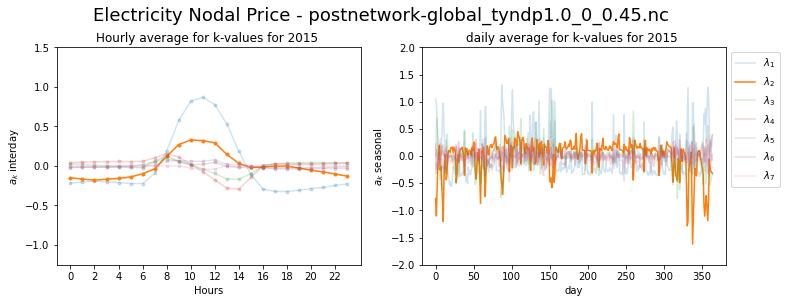 Electricity Nodal Price - postnetwork-global_tyndp1.0_0_0.45.nc
Hourly average for k-values for 2015
1.5
1.0
0.5
0.0
−0.5
−1.0
a_k interday
0 2 4 6 8 10 12 14 16 18 20 22
Hours
daily average for k-values for 2015
2.0
1.5
1.0
0.5
0.0
−0.5
−1.0
−1.5
−2.0
a_k seasonal
0 50 100 150 200 250 300 350
day
λ₁
λ₂
λ₃
λ₄
λ₅
λ₆
λ₇